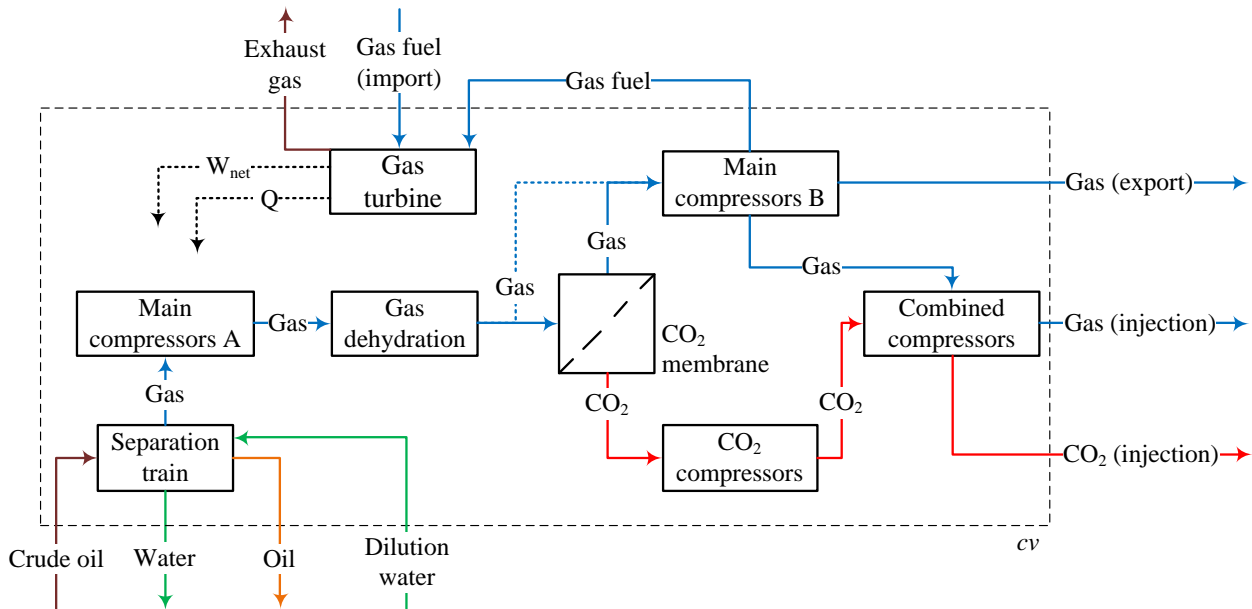 Exhaust
gas
Gas fuel
(import)
Gas fuel
W_net
Q
Gas
turbine
Main
compressors B
Gas (export)
Gas
Gas
Gas
Main
compressors A
Gas
Gas
dehydration
CO₂
membrane
Combined
compressors
Gas (injection)
Gas
CO₂
CO₂
Separation
train
CO₂
compressors
CO₂ (injection)
Crude oil
Water
Oil
Dilution
water
cv